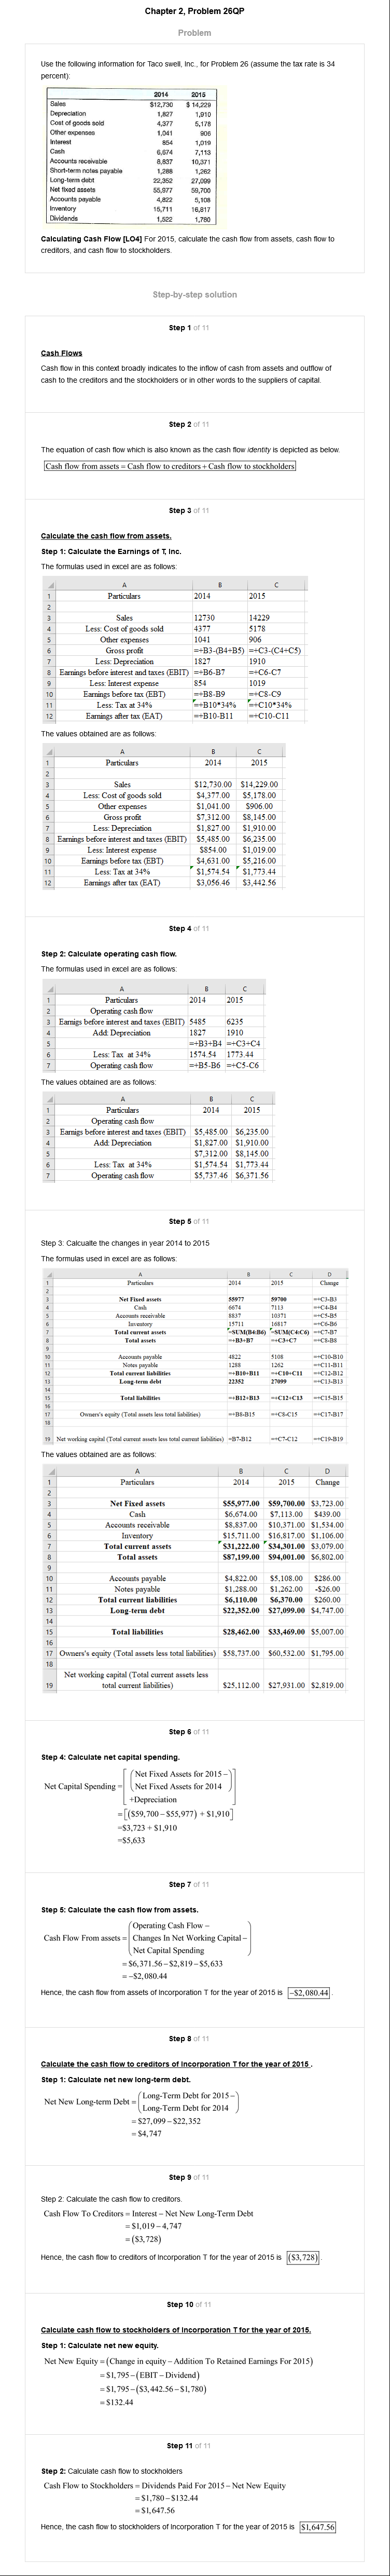 Chapter 2, Problem 26QP
Problem
Use the following information for Taco swell, Inc., for Problem 26 (assume the tax rate is 34
percent):
2014 2015
Sales $12,730 $ 14,229
Depreciation 1,827 1,910
Cost of goods sold 4,377 5,178
Other expenses 1,041 906
Interest 854 1,019
Cash 6,674 7,113
Accounts receivable 8,837 10,371
Short-term notes payable 1,288 1,262
Long-term debt 22,352 27,099
Net fixed assets 55,977 59,700
Accounts payable 4,822 5,108
Inventory 15,711 16,817
Dividends 1,522 1,780
Calculating Cash Flow [LO4] For 2015, calculate the cash flow from assets, cash flow to
creditors, and cash flow to stockholders.
Step-by-step solution
Step 1 of 11
Cash Flows
Cash flow in this context broadly indicates to the inflow of cash from assets and outflow of
cash to the creditors and the stockholders or in other words to the suppliers of capital.
Step 2 of 11
The equation of cash flow which is also known as the cash flow identity is depicted as below.
Cash flow from assets = Cash flow to creditors + Cash flow to stockholders
Step 3 of 11
Calculate the cash flow from assets.
Step 1: Calculate the Earnings of T, Inc.
The formulas used in excel are as follows:
A B C
1 Particulars 2014 2015
2
3 Sales 12730 14229
4 Less: Cost of goods sold 4377 5178
5 Other expenses 1041 906
6 Gross profit =+B3-(B4+B5) =+C3-(C4+C5)
7 Less: Depreciation 1827 1910
8 Earnings before interest and taxes (EBIT) =+B6-B7 =+C6-C7
9 Less: Interest expense 854 1019
10 Earnings before tax (EBT) =+B8-B9 =+C8-C9
11 Less: Tax at 34% =+B10*34% =+C10*34%
12 Earnings after tax (EAT) =+B10-B11 =+C10-C11
The values obtained are as follows:
A B C
1 Particulars 2014 2015
2
3 Sales $12,730.00 $14,229.00
4 Less: Cost of goods sold $4,377.00 $5,178.00
5 Other expenses $1,041.00 $906.00
6 Gross profit $7,312.00 $8,145.00
7 Less: Depreciation $1,827.00 $1,910.00
8 Earnings before interest and taxes (EBIT) $5,485.00 $6,235.00
9 Less: Interest expense $854.00 $1,019.00
10 Earnings before tax (EBT) $4,631.00 $5,216.00
11 Less: Tax at 34% $1,574.54 $1,773.44
12 Earnings after tax (EAT) $3,056.46 $3,442.56
Step 4 of 11
Step 2: Calculate operating cash flow.
The formulas used in excel are as follows:
A B C
1 Particulars 2014 2015
2 Operating cash flow
3 Earnigs before interest and taxes (EBIT) 5485 6235
4 Add: Depreciation 1827 1910
5 =+B3+B4 =+C3+C4
6 Less: Tax at 34% 1574.54 1773.44
7 Operating cash flow =+B5-B6 =+C5-C6
The values obtained are as follows:
A B C
1 Particulars 2014 2015
2 Operating cash flow
3 Earnigs before interest and taxes (EBIT) $5,485.00 $6,235.00
4 Add: Depreciation $1,827.00 $1,910.00
5 $7,312.00 $8,145.00
6 Less: Tax at 34% $1,574.54 $1,773.44
7 Operating cash flow $5,737.46 $6,371.56
Step 5 of 11
Step 3: Calcualte the changes in year 2014 to 2015
The formulas used in excel are as follows:
A B C D
1 Particulars 2014 2015 Change
2
3 Net Fixed assets 55977 59700 =+C3-B3
4 Cash 6674 7113 =+C4-B4
5 Accounts receivable 8837 10371 =+C5-B5
6 Inventory 15711 16817 =+C6-B6
7 Total current assets =SUM(B4:B6) =SUM(C4:C6) =+C7-B7
8 Total assets =+B3+B7 =+C3+C7 =+C8-B8
9
10 Accounts payable 4822 5108 =+C10-B10
11 Notes payable 1288 1262 =+C11-B11
12 Total current liabilities =+B10+B11 =+C10+C11 =+C12-B12
13 Long-term debt 22352 27099 =+C13-B13
14
15 Total liabilities =+B12+B13 =+C12+C13 =+C15-B15
16
17 Owners's equity (Total assets less total liabilities) =+B8-B15 =+C8-C15 =+C17-B17
18
19 Net working capital (Total current assets less total current liabilities) =B7-B12 =+C7-C12 =+C19-B19
The values obtained are as follows:
A B C D
1 Particulars 2014 2015 Change
2
3 Net Fixed assets $55,977.00 $59,700.00 $3,723.00
4 Cash $6,674.00 $7,113.00 $439.00
5 Accounts receivable $8,837.00 $10,371.00 $1,534.00
6 Inventory $15,711.00 $16,817.00 $1,106.00
7 Total current assets $31,222.00 $34,301.00 $3,079.00
8 Total assets $87,199.00 $94,001.00 $6,802.00
9
10 Accounts payable $4,822.00 $5,108.00 $286.00
11 Notes payable $1,288.00 $1,262.00 -$26.00
12 Total current liabilities $6,110.00 $6,370.00 $260.00
13 Long-term debt $22,352.00 $27,099.00 $4,747.00
14
15 Total liabilities $28,462.00 $33,469.00 $5,007.00
16
17 Owners's equity (Total assets less total liabilities) $58,737.00 $60,532.00 $1,795.00
18
Net working capital (Total current assets less
19 total current liabilities) $25,112.00 $27,931.00 $2,819.00
Step 6 of 11
Step 4: Calculate net capital spending.
Net Capital Spending = [(Net Fixed Assets for 2015 −
Net Fixed Assets for 2014)
+Depreciation]
= [($59,700 − $55,977) + $1,910]
=$3,723 + $1,910
=$5,633
Step 7 of 11
Step 5: Calculate the cash flow from assets.
Cash Flow From assets = (Operating Cash Flow −
Changes In Net Working Capital −
Net Capital Spending)
= $6,371.56 − $2,819 − $5,633
= −$2,080.44
Hence, the cash flow from assets of Incorporation T for the year of 2015 is −$2,080.44.
Step 8 of 11
Calculate the cash flow to creditors of Incorporation T for the year of 2015.
Step 1: Calculate net new long-term debt.
Net New Long-term Debt = (Long-Term Debt for 2015 −
Long-Term Debt for 2014)
= $27,099 − $22,352
= $4,747
Step 9 of 11
Step 2: Calculate the cash flow to creditors.
Cash Flow To Creditors = Interest − Net New Long-Term Debt
= $1,019 − 4,747
= ($3,728)
Hence, the cash flow to creditors of Incorporation T for the year of 2015 is ($3,728).
Step 10 of 11
Calculate cash flow to stockholders of Incorporation T for the year of 2015.
Step 1: Calculate net new equity.
Net New Equity = (Change in equity − Addition To Retained Earnings For 2015)
= $1,795 − (EBIT − Dividend)
= $1,795 − ($3,442.56 − $1,780)
= $132.44
Step 11 of 11
Step 2: Calculate cash flow to stockholders
Cash Flow to Stockholders = Dividends Paid For 2015 − Net New Equity
= $1,780 − $132.44
= $1,647.56
Hence, the cash flow to stockholders of Incorporation T for the year of 2015 is $1,647.56